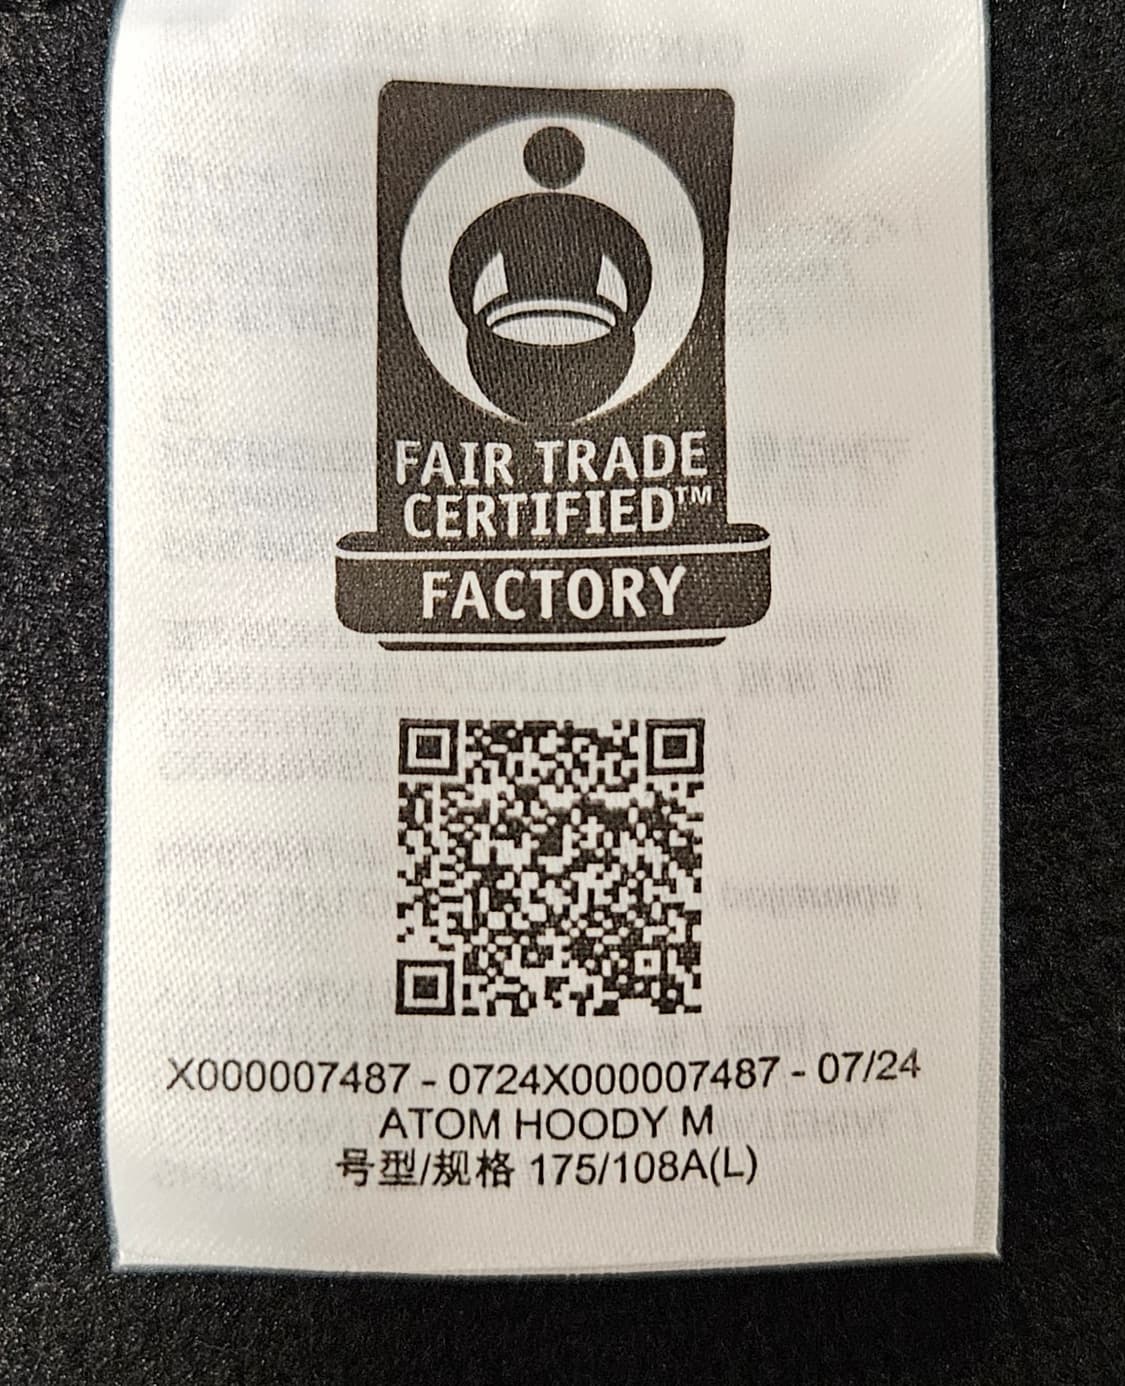 FAIR TRADE
CERTIFIED™
FACTORY
X000007487 - 0724X000007487 - 07/24
ATOM HOODY M
号型/规格 175/108A(L)